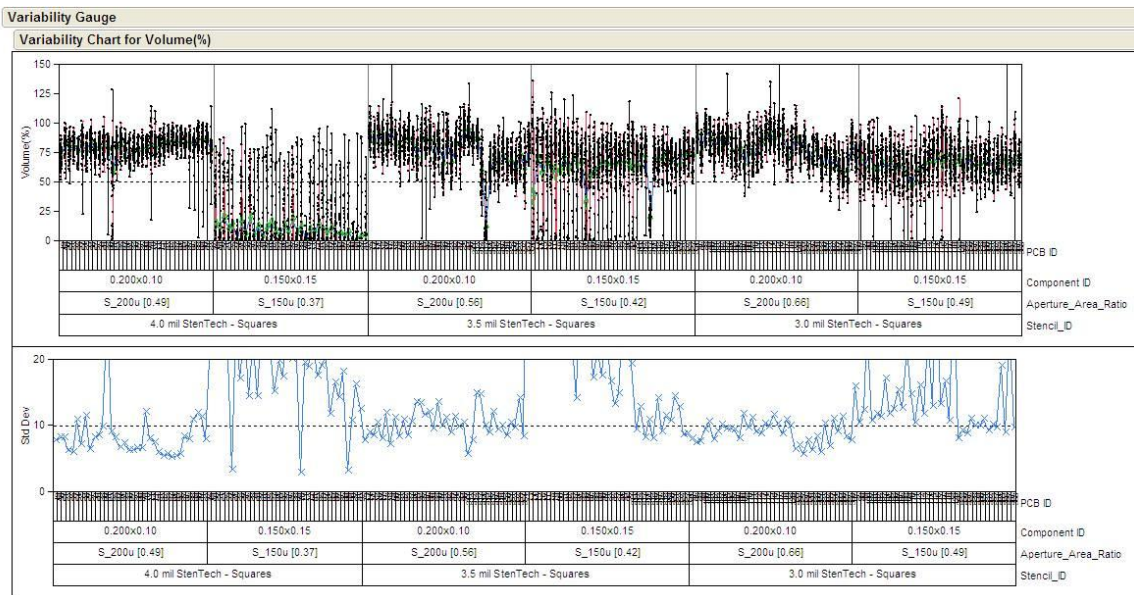 Variability Gauge
Variability Chart for Volume(%)
150
125
100
75
50
25
0
Volume(%)
PCB ID
0.200x0.10 0.150x0.15 0.200x0.10 0.150x0.15 0.200x0.10 0.150x0.15 Component ID
S_200u [0.49] S_150u [0.37] S_200u [0.56] S_150u [0.42] S_200u [0.66] S_150u [0.49] Aperture_Area_Ratio
4.0 mil StenTech - Squares 3.5 mil StenTech - Squares 3.0 mil StenTech - Squares Stencil_ID
20
10
0
Std Dev
PCB ID
0.200x0.10 0.150x0.15 0.200x0.10 0.150x0.15 0.200x0.10 0.150x0.15 Component ID
S_200u [0.49] S_150u [0.37] S_200u [0.56] S_150u [0.42] S_200u [0.66] S_150u [0.49] Aperture_Area_Ratio
4.0 mil StenTech - Squares 3.5 mil StenTech - Squares 3.0 mil StenTech - Squares Stencil_ID